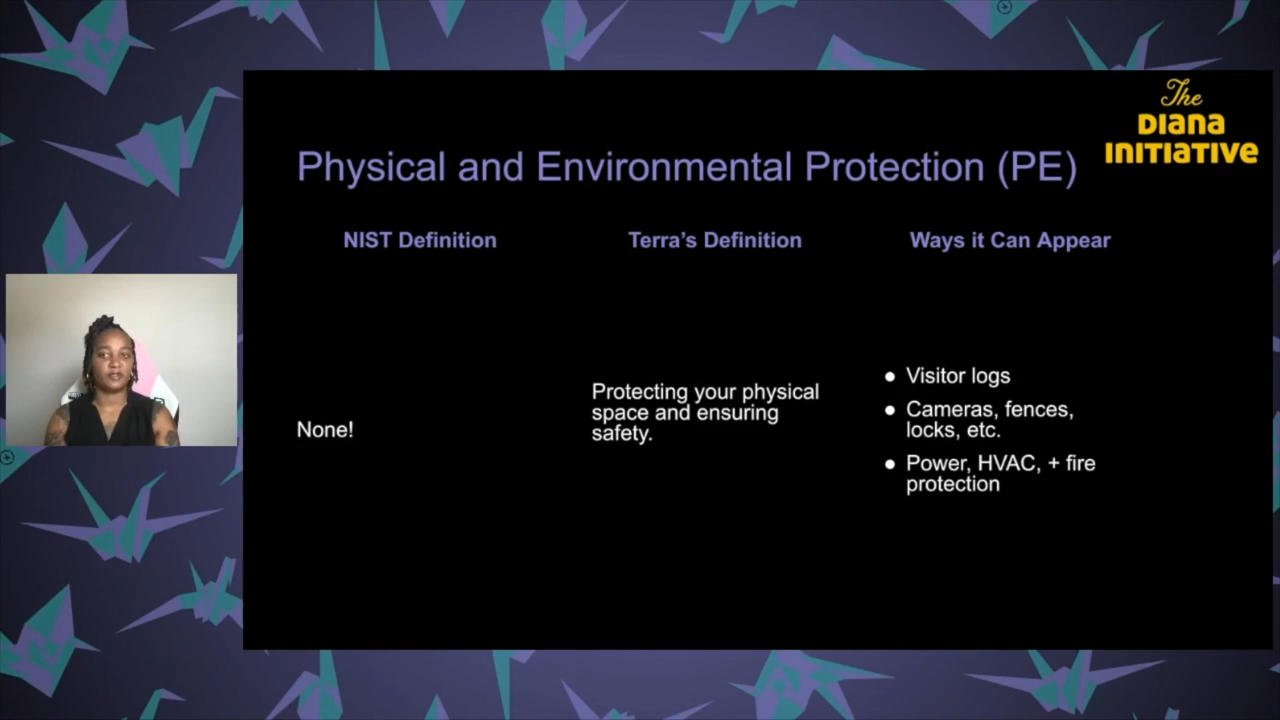 The
DIANA
INITIATIVE
Physical and Environmental Protection (PE)
NIST Definition
None!
Terra's Definition
Protecting your physical
space and ensuring
safety.
Ways it Can Appear
● Visitor logs
● Cameras, fences,
locks, etc.
● Power, HVAC, + fire
protection